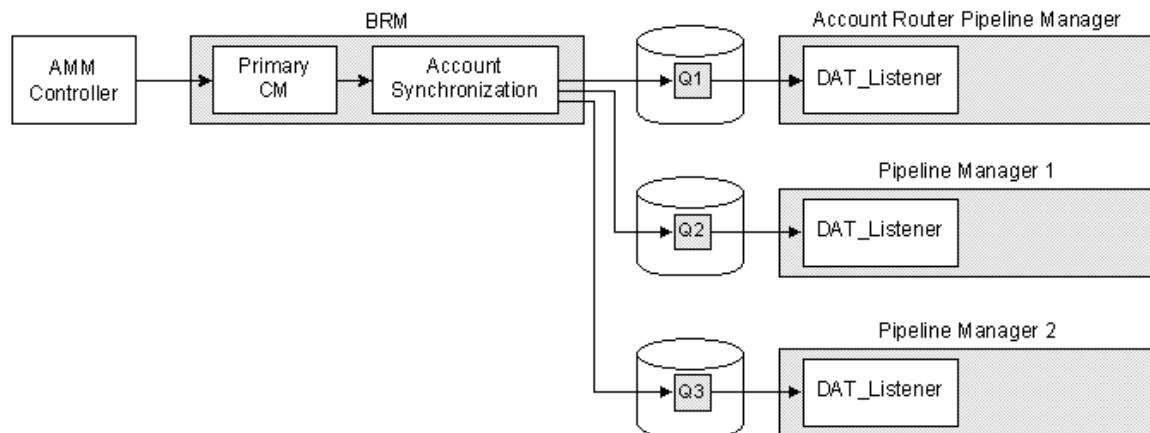 BRM
Account Router Pipeline Manager
AMM
Controller
Primary
CM
Account
Synchronization
Q1
DAT_Listener
Pipeline Manager 1
Q2
DAT_Listener
Pipeline Manager 2
Q3
DAT_Listener